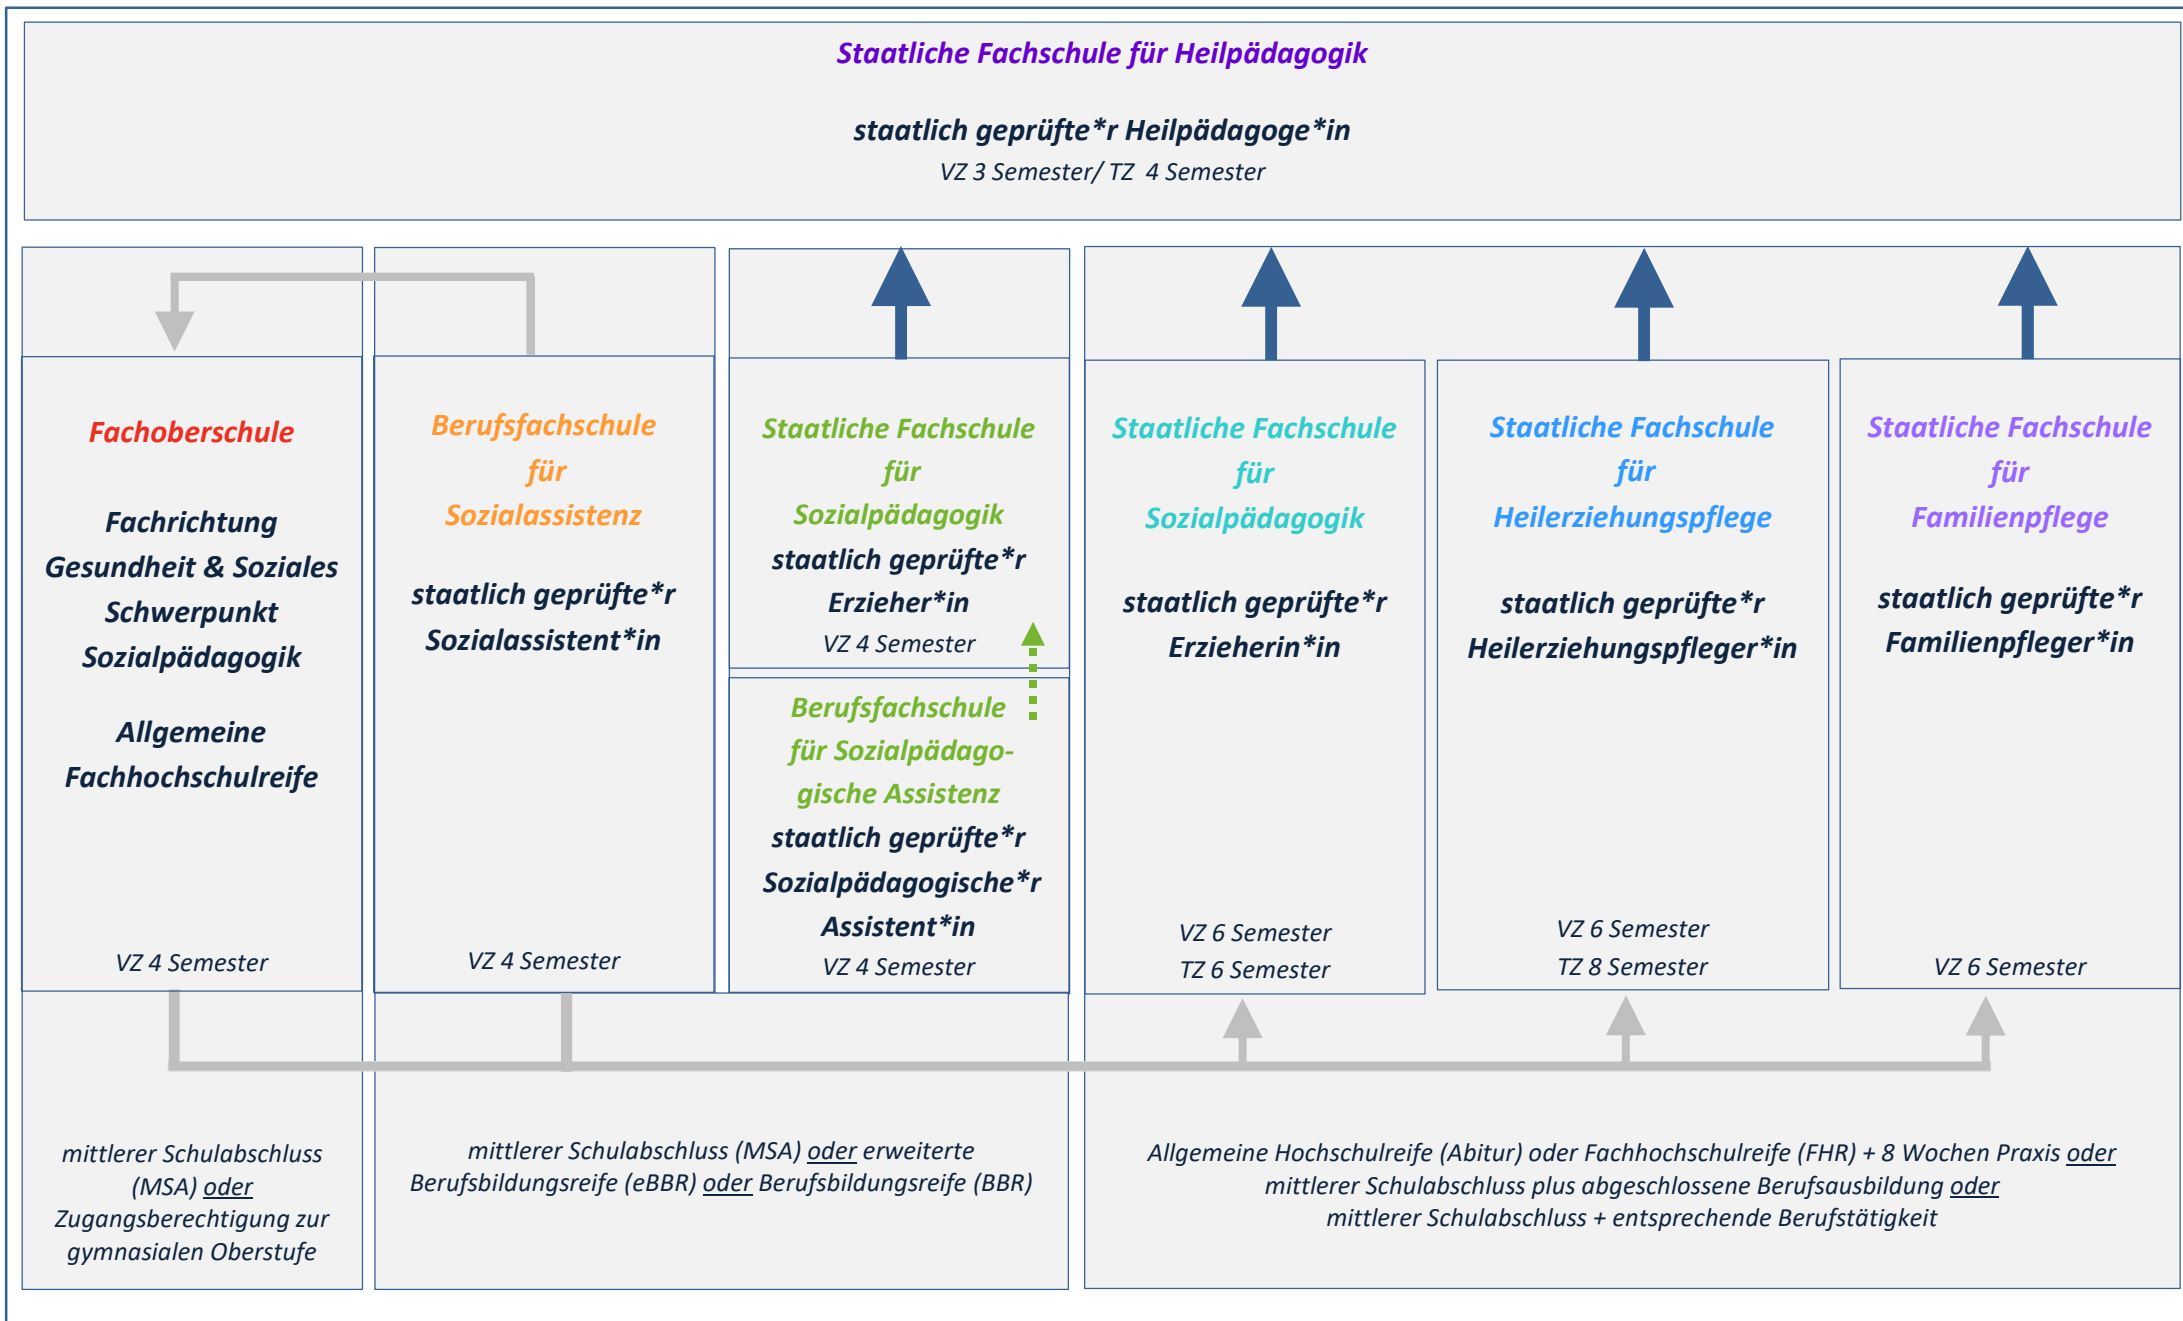 Staatliche Fachschule für Heilpädagogik
staatlich geprüfte*r Heilpädagoge*in
VZ 3 Semester/ TZ  4 Semester
Fachoberschule
Fachrichtung
Gesundheit & Soziales
Schwerpunkt
Sozialpädagogik
Allgemeine
Fachhochschulreife
VZ 4 Semester
Berufsfachschule
für
Sozialassistenz
staatlich geprüfte*r
Sozialassistent*in
VZ 4 Semester
Staatliche Fachschule
für
Sozialpädagogik
staatlich geprüfte*r
Erzieher*in
VZ 4 Semester
Berufsfachschule
für Sozialpädago-
gische Assistenz
staatlich geprüfte*r
Sozialpädagogische*r
Assistent*in
VZ 4 Semester
Staatliche Fachschule
für
Sozialpädagogik
staatlich geprüfte*r
Erzieherin*in
VZ 6 Semester
TZ 6 Semester
Staatliche Fachschule
für
Heilerziehungspflege
staatlich geprüfte*r
Heilerziehungspfleger*in
VZ 6 Semester
TZ 8 Semester
Staatliche Fachschule
für
Familienpflege
staatlich geprüfte*r
Familienpfleger*in
VZ 6 Semester
mittlerer Schulabschluss
(MSA) oder
Zugangsberechtigung zur
gymnasialen Oberstufe
mittlerer Schulabschluss (MSA) oder erweiterte
Berufsbildungsreife (eBBR) oder Berufsbildungsreife (BBR)
Allgemeine Hochschulreife (Abitur) oder Fachhochschulreife (FHR) + 8 Wochen Praxis oder
mittlerer Schulabschluss plus abgeschlossene Berufsausbildung oder
mittlerer Schulabschluss + entsprechende Berufstätigkeit